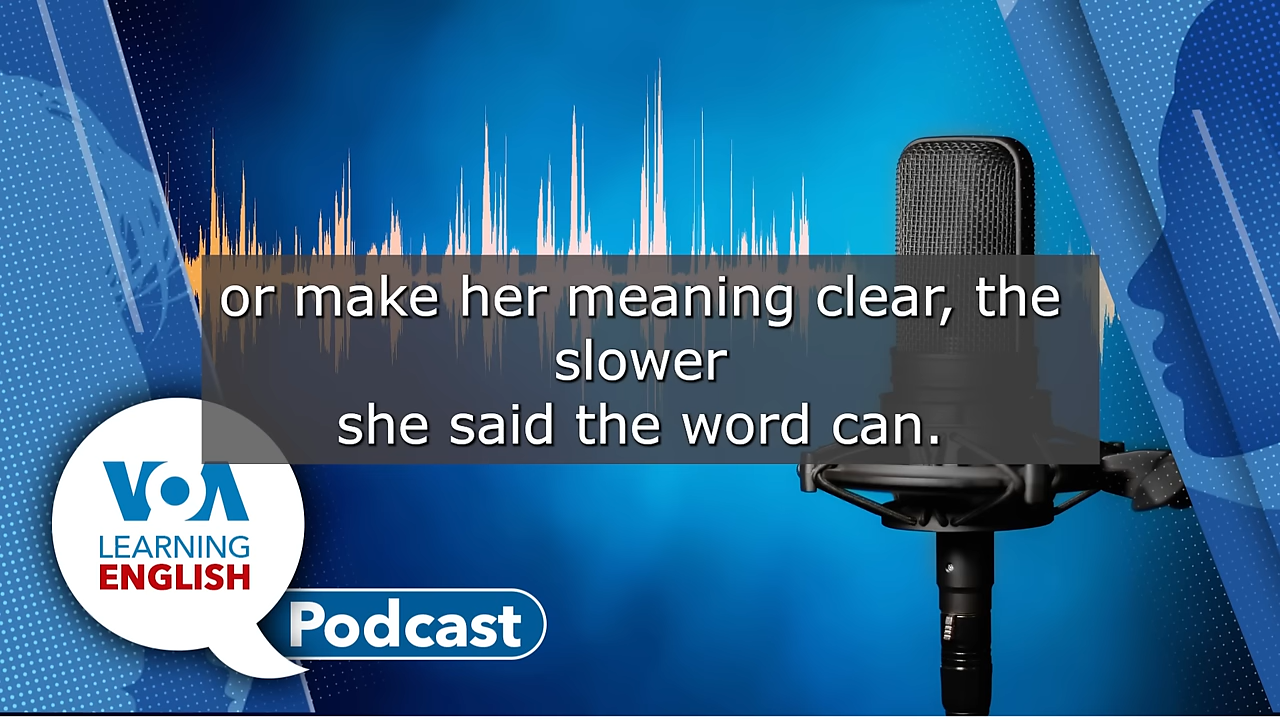 or make her meaning clear, the
slower
she said the word can.
VOA
LEARNING
ENGLISH
Podcast